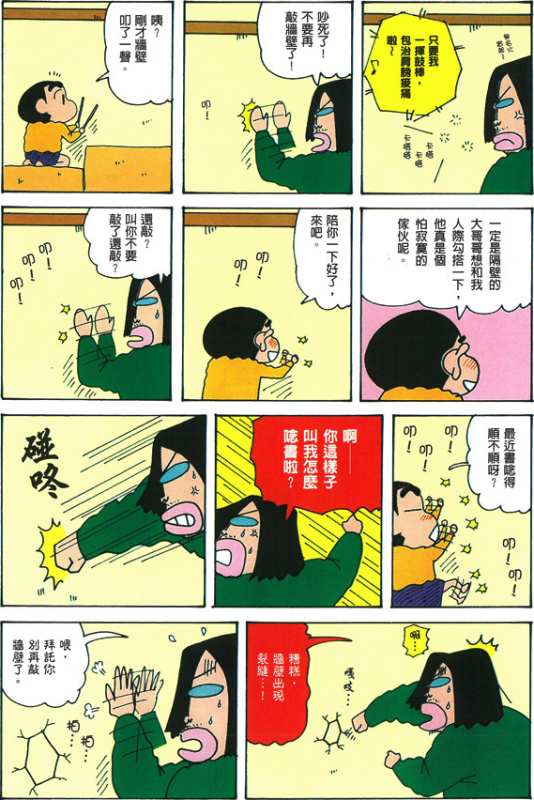 只要我
一揮鼓棒，
包治肩膀痠痛
啦～
♪
卡嗒
卡嗒
卡嗒
吵死了！
不要再
敲牆壁了！
叩！
咦？
剛才牆壁
叩了一聲。
一定是隔壁的
大哥哥想和我
人際勾搭一下，
他真是個
怕寂寞的
傢伙呢。
陪你
一下好了，
來吧。
叩！
叩！
還敲？
叫你不要
敲了還敲？
叩！
叩！
叩！
最近書唸得
順不順呀？
叩！
叩！
叩！
叩！
啊——
你這樣子
叫我怎麼
唸書啦？
碰咚
啊…
嘎吱…
糟糕，
牆壁出現
裂縫…！
喂，
拜託你
別再敲
牆壁了。
拍…
拍…